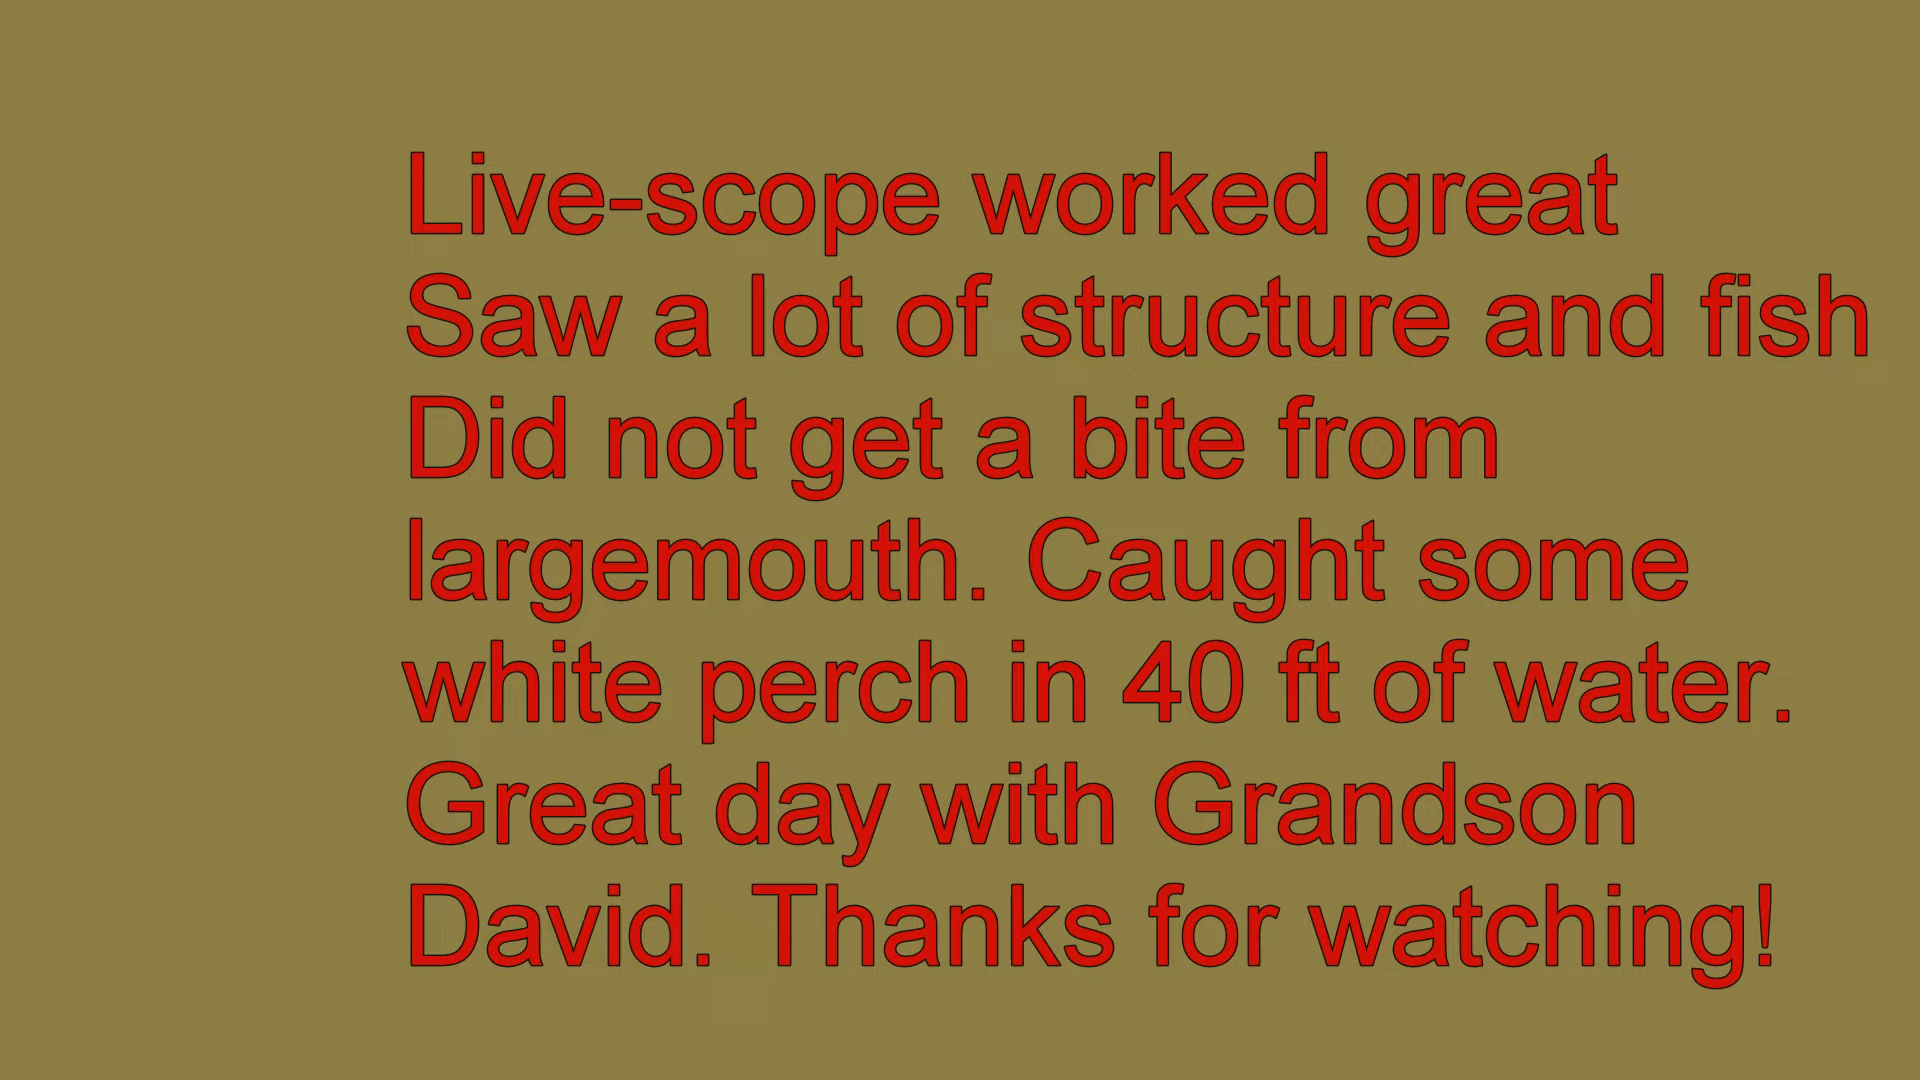 Live-scope worked great
Saw a lot of structure and fish
Did not get a bite from
largemouth. Caught some
white perch in 40 ft of water.
Great day with Grandson
David. Thanks for watching!